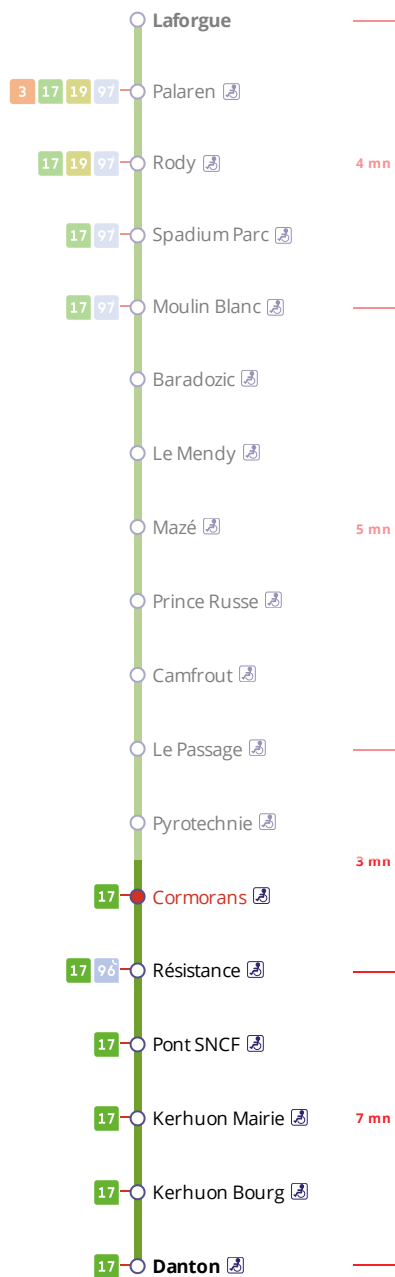 Laforgue
3 17 19 97 Palaren
17 19 97 Rody 4 mn
17 97 Spadium Parc
17 97 Moulin Blanc
Baradozic
Le Mendy
Mazé 5 mn
Prince Russe
Camfrout
Le Passage
Pyrotechnie
3 mn
17 Cormorans
17 96 Résistance
17 Pont SNCF
17 Kerhuon Mairie 7 mn
17 Kerhuon Bourg
17 Danton